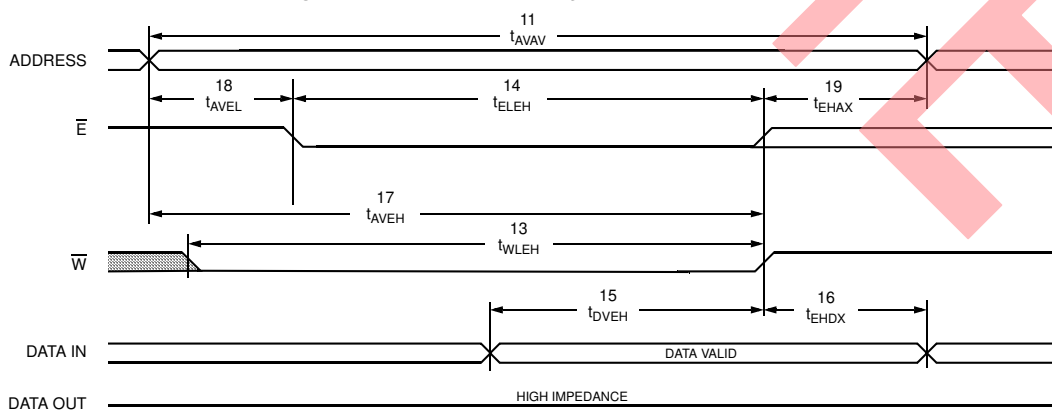 11
tAVAV
ADDRESS
18
tAVEL
14
tELEH
19
tEHAX
E
17
tAVEH
13
tWLEH
W
15
tDVEH
16
tEHDX
DATA IN
DATA VALID
DATA OUT
HIGH IMPEDANCE